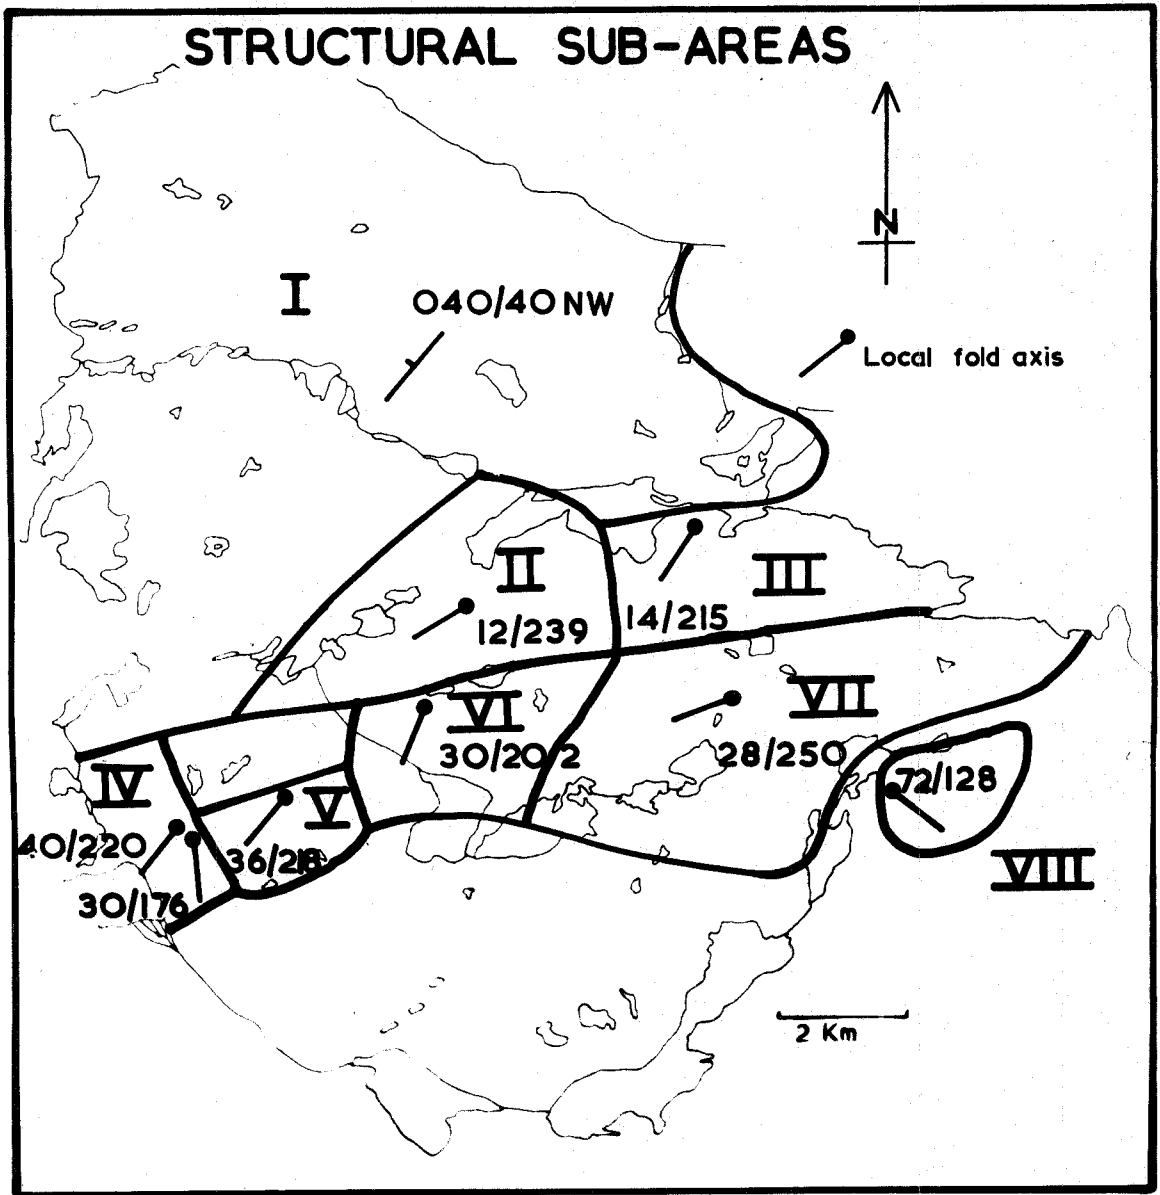 STRUCTURAL SUB-AREAS
N
I
040/40 NW
Local fold axis
II
III
12/239
14/215
VI
VII
30/202
28/250
IV
V
72/128
40/220
36/218
VIII
30/176
2 Km